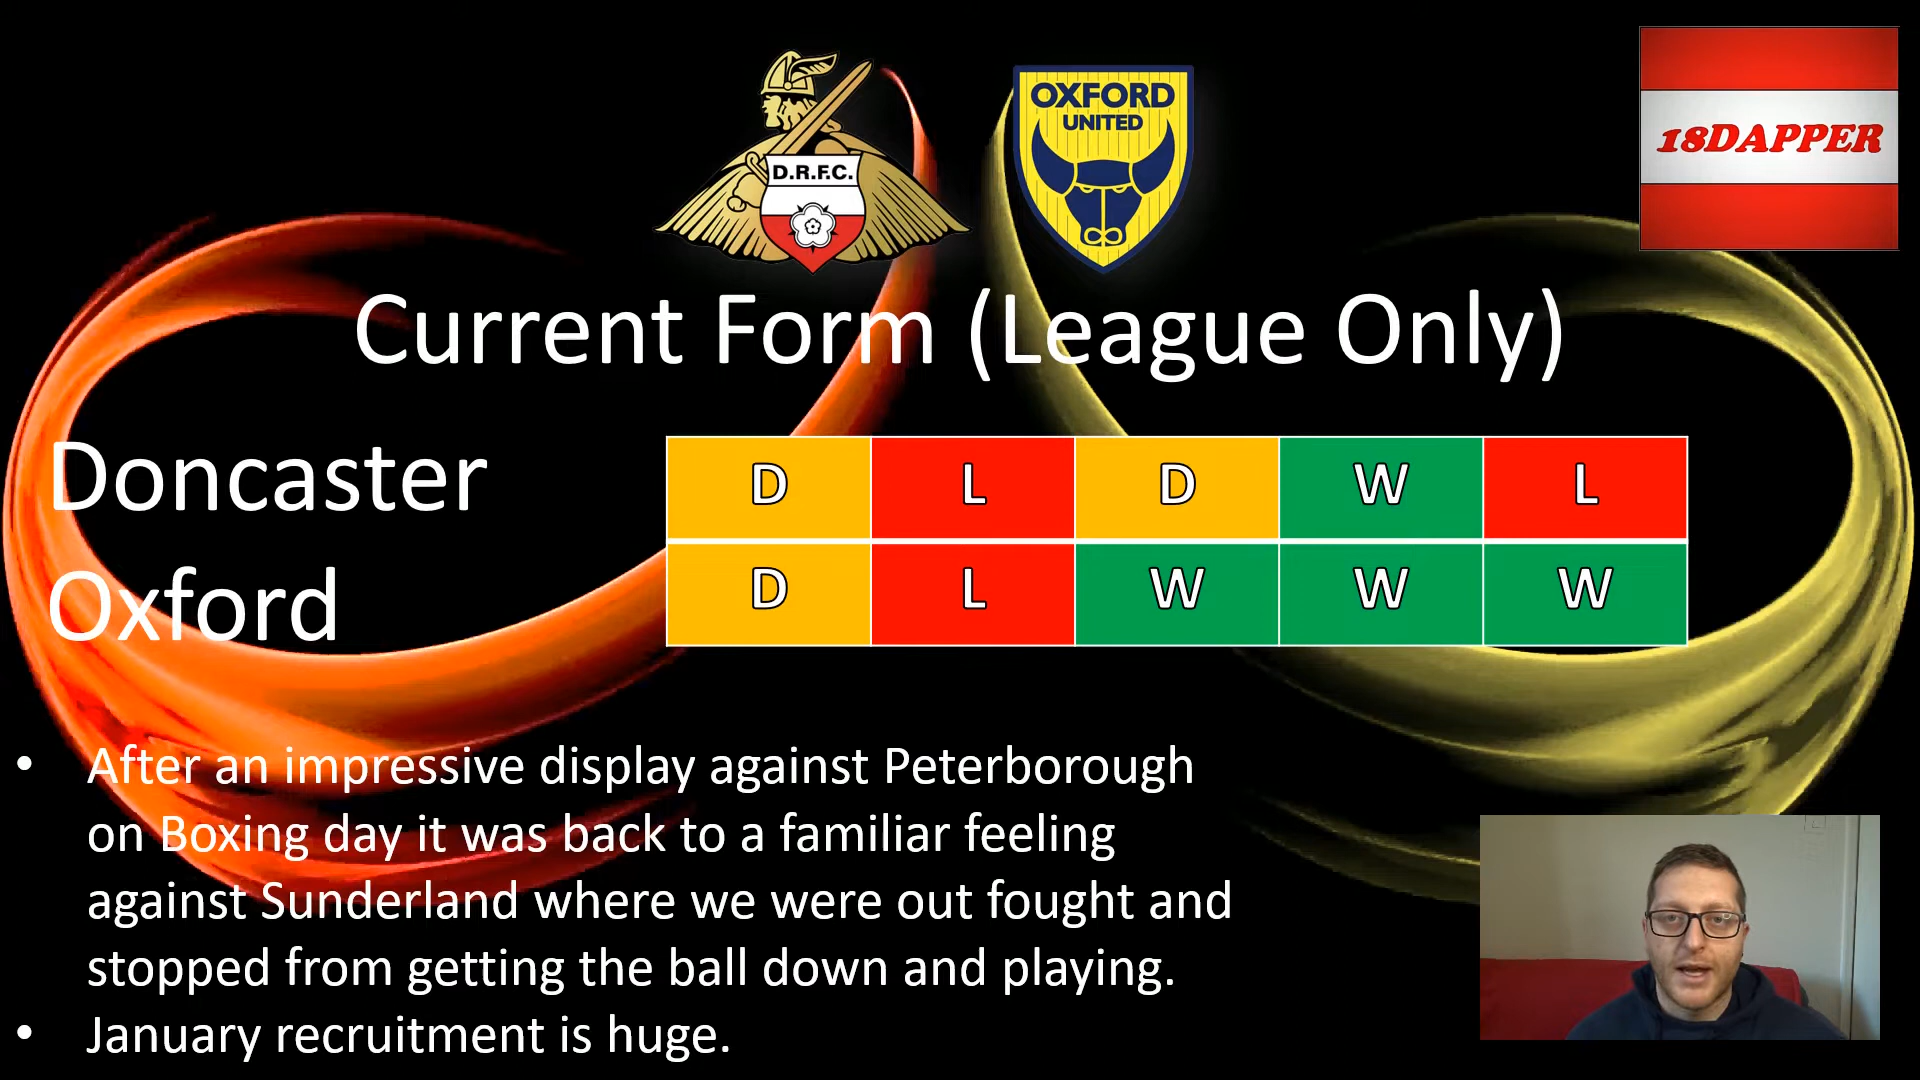 OXFORD
UNITED
D.R.F.C.
18DAPPER
Current Form (League Only)
Doncaster D L D W L
Oxford D L W W W
• After an impressive display against Peterborough
on Boxing day it was back to a familiar feeling
against Sunderland where we were out fought and
stopped from getting the ball down and playing.
• January recruitment is huge.